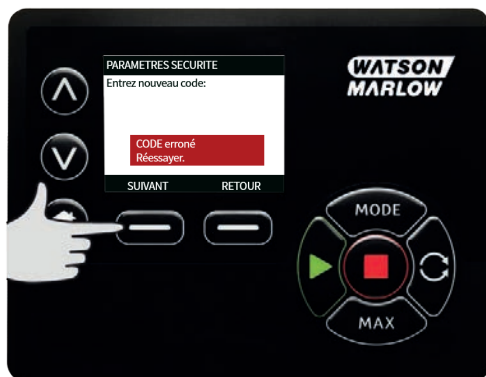 PARAMETRES SECURITE
Entrez nouveau code:
CODE erroné
Réessayer.
SUIVANT RETOUR
WATSON
MARLOW
MODE
MAX